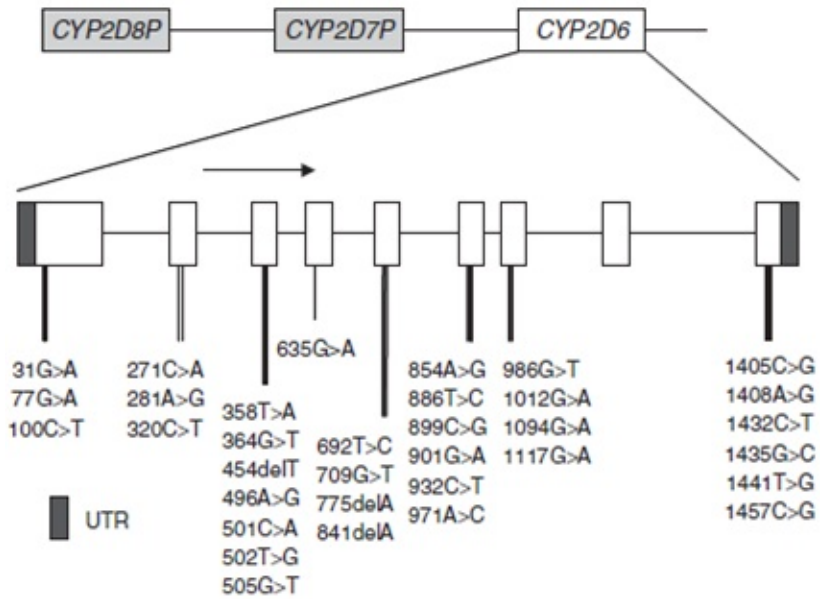 CYP2D8P
CYP2D7P
CYP2D6
31G>A
77G>A
100C>T
271C>A
281A>G
320C>T
358T>A
364G>T
454delT
496A>G
501C>A
502T>G
505G>T
635G>A
692T>C
709G>T
775delA
841delA
854A>G
886T>C
899C>G
901G>A
932C>T
971A>C
986G>T
1012G>A
1094G>A
1117G>A
1405C>G
1408A>G
1432C>T
1435G>C
1441T>G
1457C>G
UTR